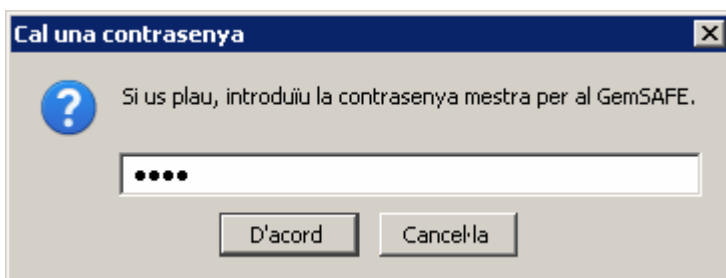 Cal una contrasenya
Si us plau, introduïu la contrasenya mestra per al GemSAFE.
••••
D'acord Cancel·la